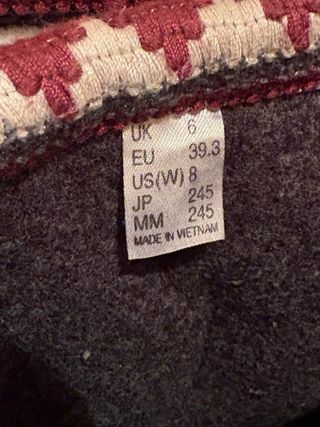 UK 6
EU 39.3
US(W) 8
JP 245
MM 245
MADE IN VIETNAM